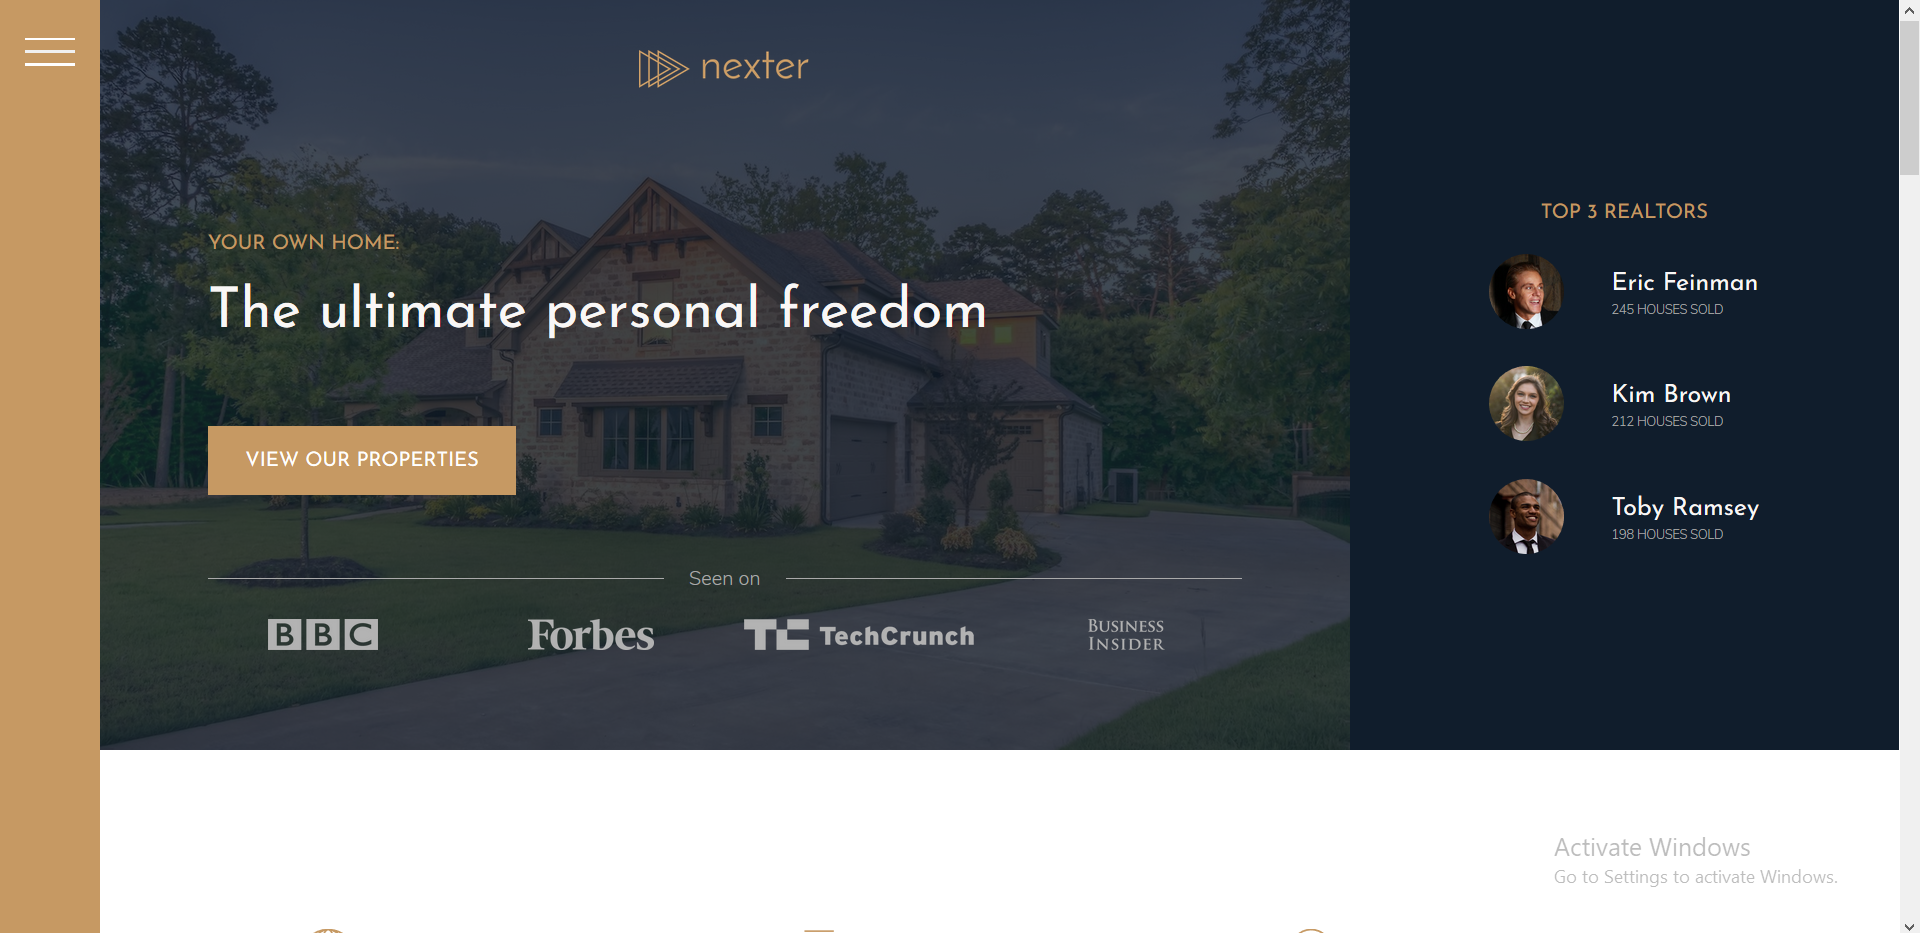 nexter
YOUR OWN HOME:
The ultimate personal freedom
VIEW OUR PROPERTIES
Seen on
BBC
Forbes
TC TechCrunch
BUSINESS
INSIDER
TOP 3 REALTORS
Eric Feinman
245 HOUSES SOLD
Kim Brown
212 HOUSES SOLD
Toby Ramsey
198 HOUSES SOLD
Activate Windows
Go to Settings to activate Windows.